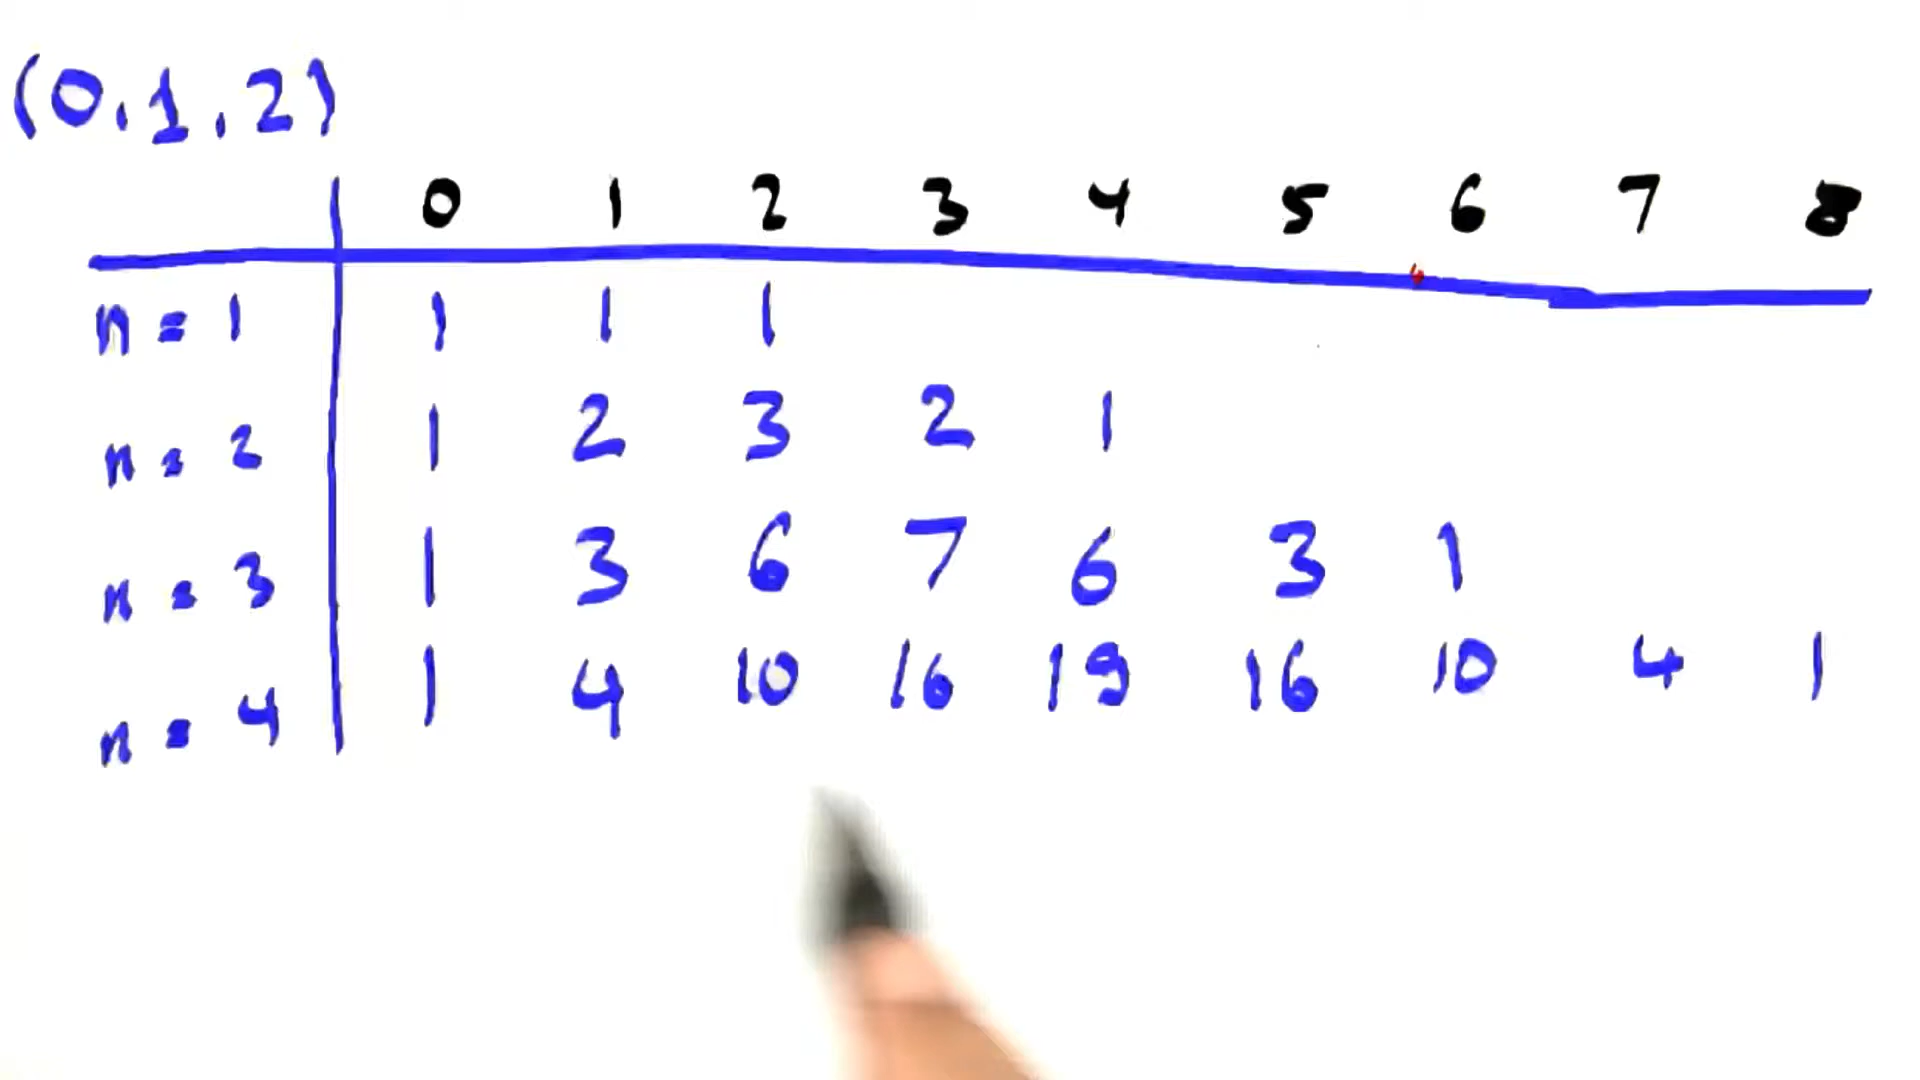 (0,1,2)
0 1 2 3 4 5 6 7 8
n = 1 1 1 1
n = 2 1 2 3 2 1
n = 3 1 3 6 7 6 3 1
n = 4 1 4 10 16 19 16 10 4 1